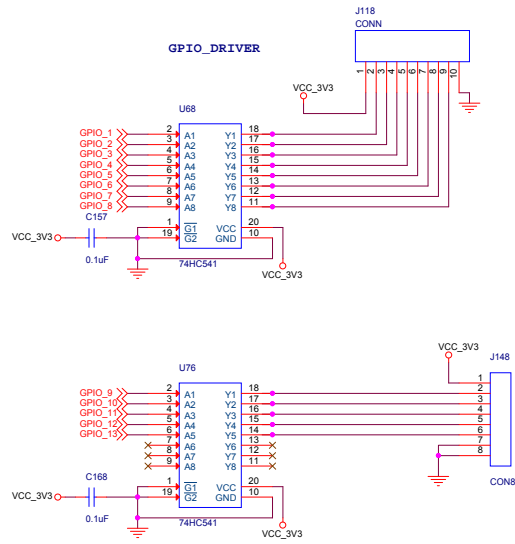 J118
CONN
GPIO_DRIVER
1 2 3 4 5 6 7 8 9 10
VCC_3V3
U68
GPIO_1 2 A1 Y1 18
GPIO_2 3 A2 Y2 17
GPIO_3 4 A3 Y3 16
GPIO_4 5 A4 Y4 15
GPIO_5 6 A5 Y5 14
GPIO_6 7 A6 Y6 13
GPIO_7 8 A7 Y7 12
GPIO_8 9 A8 Y8 11
C157
1 G1 VCC 20
VCC_3V3 19 G2 GND 10
0.1uF
74HC541
VCC_3V3
VCC_3V3
U76
J148
GPIO_9 2 A1 Y1 18
GPIO_10 3 A2 Y2 17
GPIO_11 4 A3 Y3 16
GPIO_12 5 A4 Y4 15
GPIO_13 6 A5 Y5 14
7 A6 Y6 13
8 A7 Y7 12
9 A8 Y8 11
1
2
3
4
5
6
7
8
C168
CON8
1 G1 VCC 20
VCC_3V3 19 G2 GND 10
0.1uF
74HC541
VCC_3V3